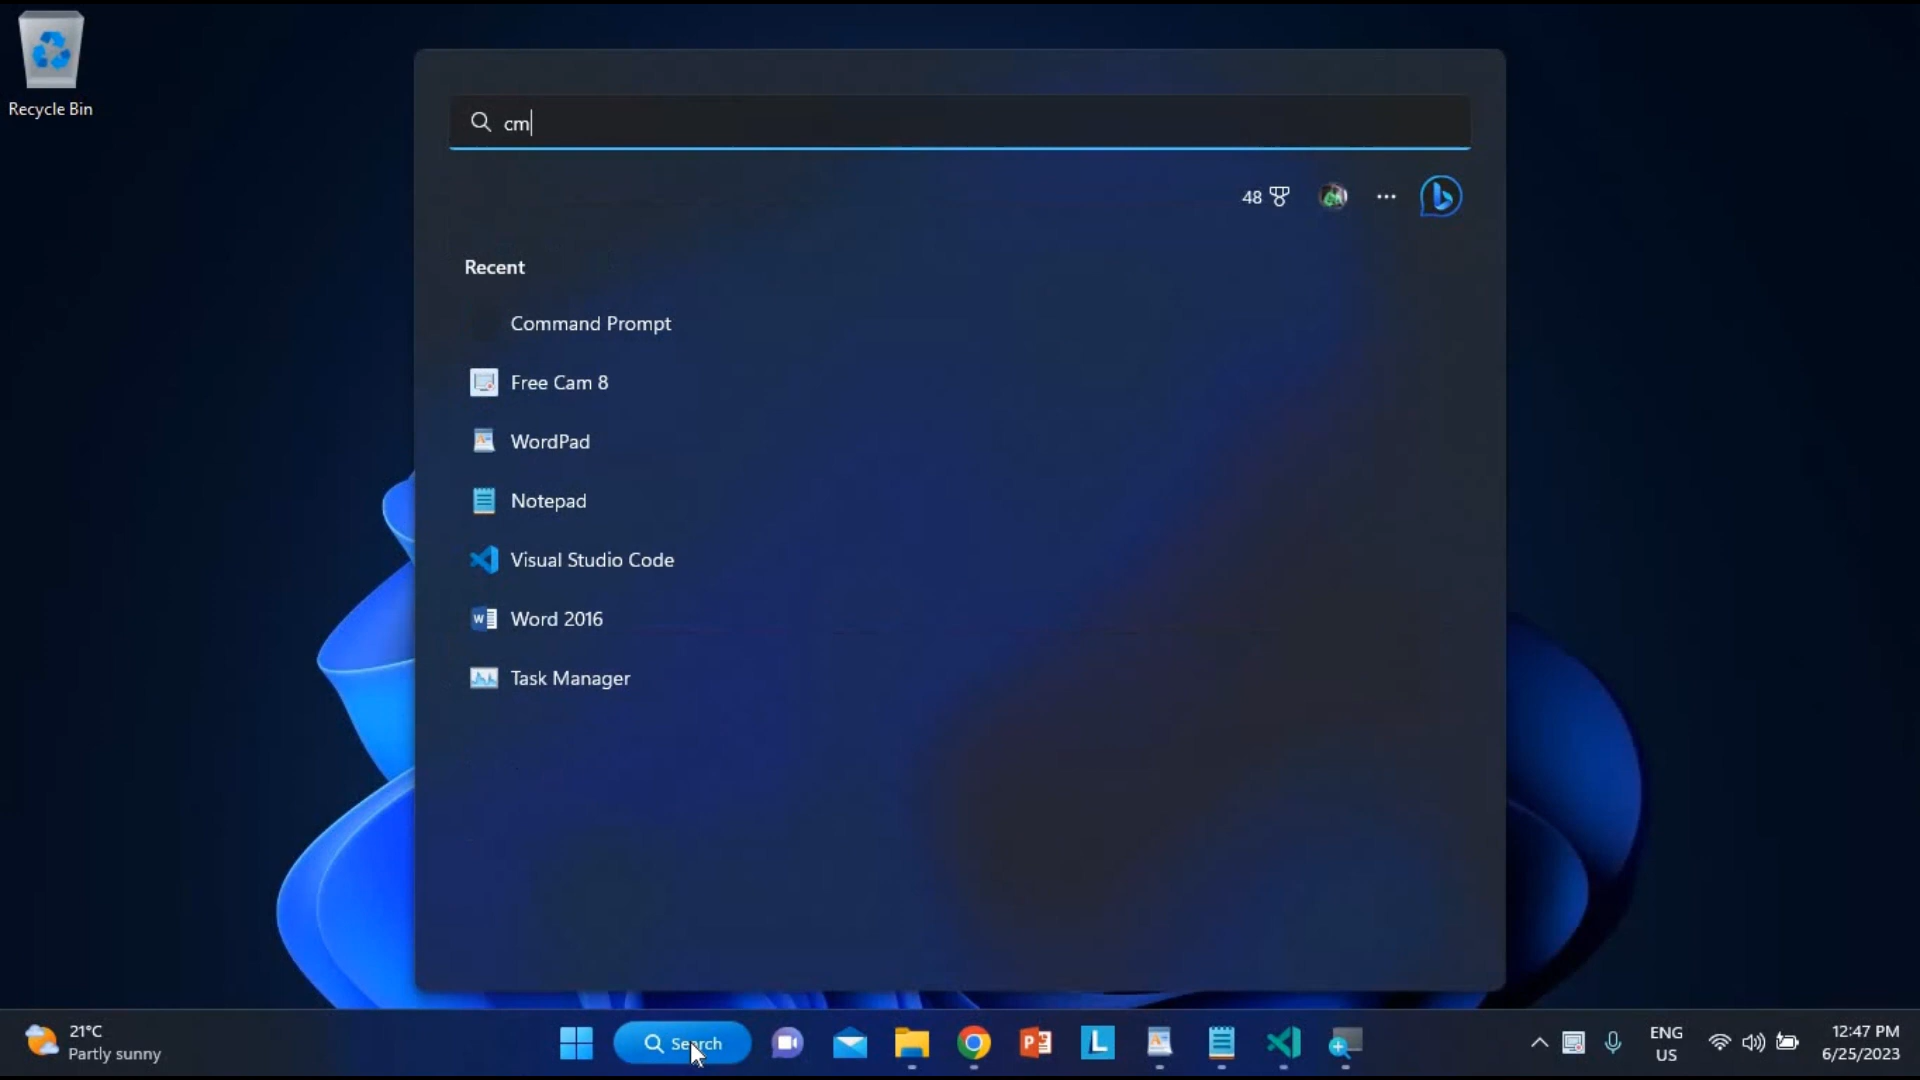 Recycle Bin
cm
48
Recent
Command Prompt
Free Cam 8
WordPad
Notepad
Visual Studio Code
Word 2016
Task Manager
21°C
Partly sunny
Search
ENG
US
12:47 PM
6/25/2023